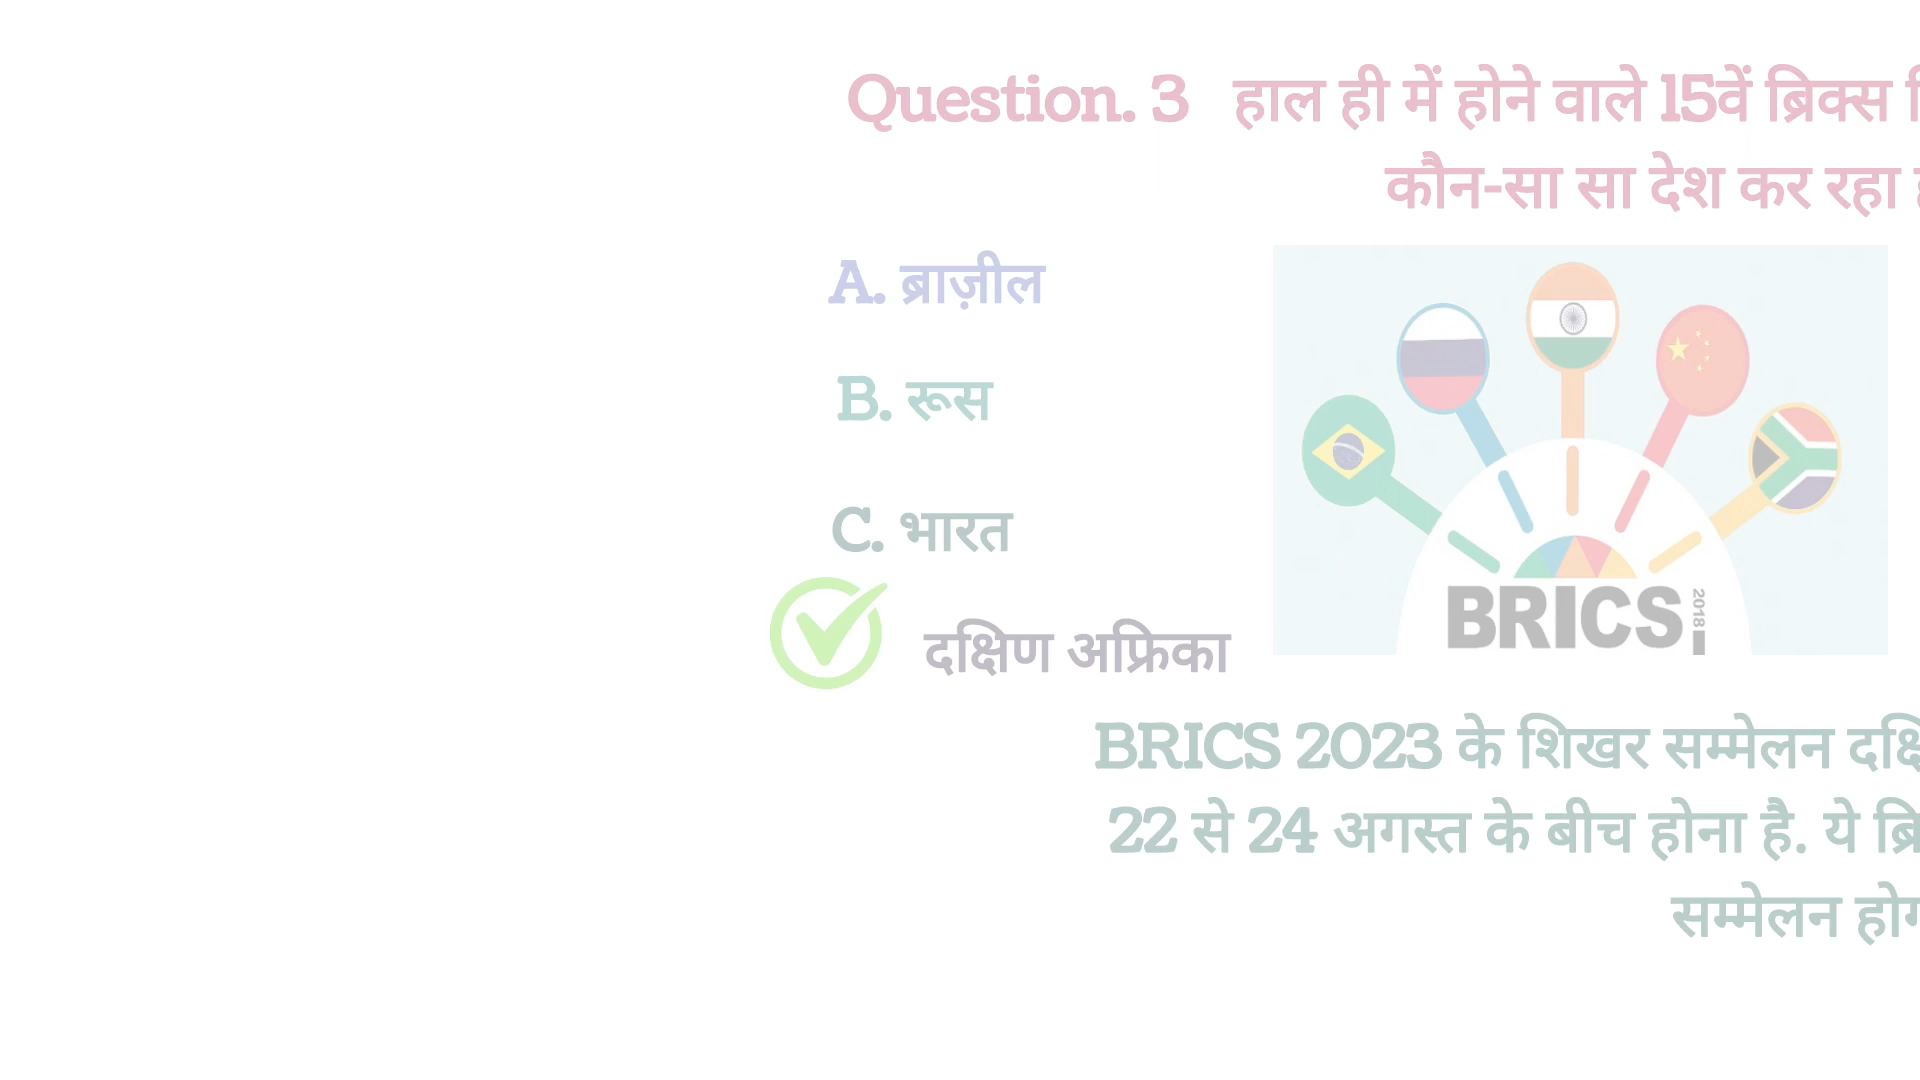 Question. 3 हाल ही में होने वाले 15वें ब्रिक्स
कौन-सा सा देश कर रहा
A. ब्राज़ील
B. रूस
C. भारत
दक्षिण अफ्रिका
BRICS 2018
BRICS 2023 के शिखर सम्मेलन
22 से 24 अगस्त के बीच होना है. ये
सम्मेलन